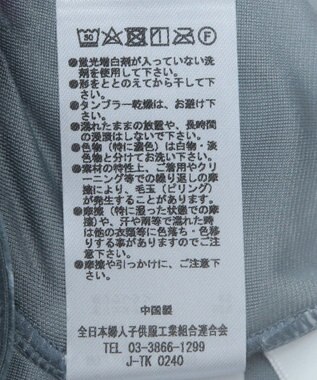 30 F
●蛍光増白剤が入っていない洗
剤を使用して下さい。
●形をととのえてから干して下
さい。
●タンブラー乾燥は、お避け下
さい。
●濡れたままの放置や、長時間
の浸漬はしないで下さい。
●色物（特に濃色）は白物・淡
色物と分けてお洗い下さい。
●素材の特性上、ご着用やクリ
ーニング等での繰り返しの摩
擦により、毛玉（ピリング）
が発生することがあります。
●摩擦（特に湿った状態での摩
擦）や、汗や雨等で濡れた時
は他の衣類等に色落ち・色移
りする事がありますのでご注
意下さい。
●摩擦や引っかけに、ご注意下
さい。
中国製
全日本婦人子供服工業組合連合会
03-3866-1299
J-TK 0240